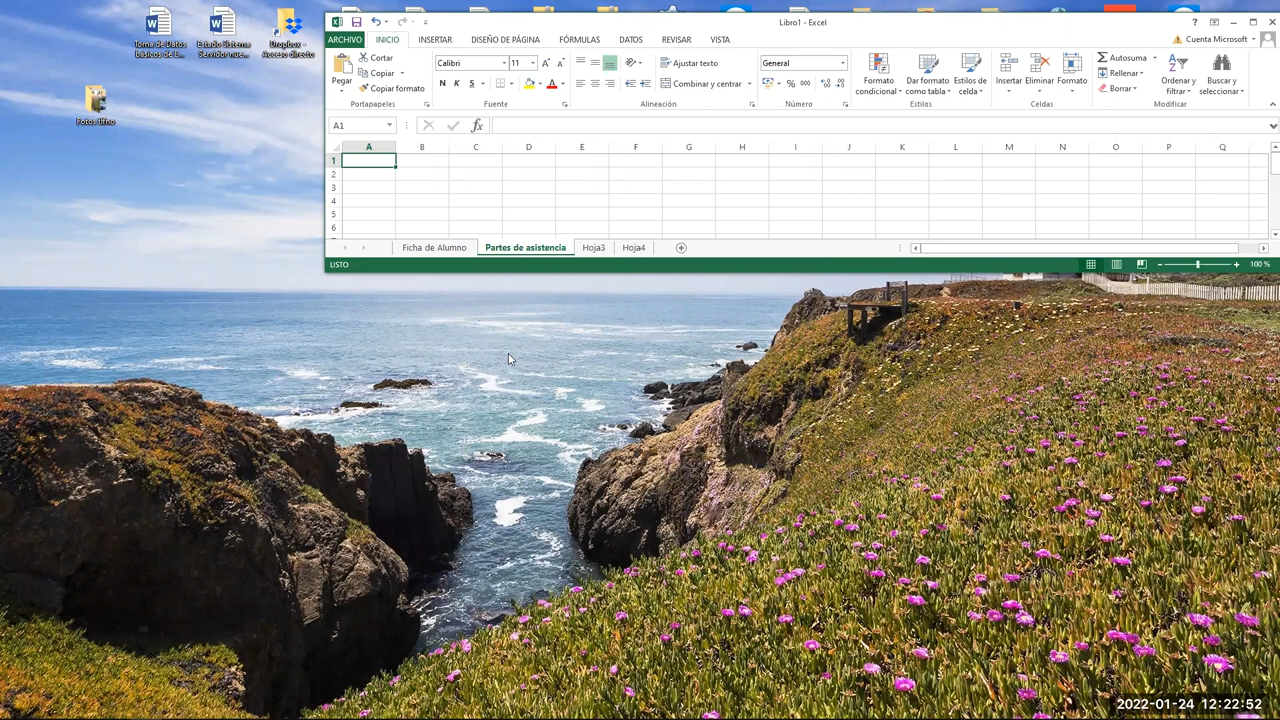 Toma de Datos
Básicos de E...
Estado Sistema
Servidor nue...
Dropbox -
Acceso directo
Fotos tifno
Libro1 - Excel
?
ARCHIVO
INICIO
INSERTAR
DISEÑO DE PÁGINA
FÓRMULAS
DATOS
REVISAR
VISTA
Cuenta Microsoft
Pegar
Cortar
Copiar
Copiar formato
Portapapeles
Calibri
11
N K S
Fuente
Ajustar texto
Combinar y centrar
Alineación
General
% 000
Número
Formato
condicional
Dar formato
como tabla
Estilos de
celda
Estilos
Insertar
Eliminar
Formato
Celdas
Autosuma
Rellenar
Borrar
Ordenar y
filtrar
Buscar y
seleccionar
Modificar
A1
fx
A B C D E F G H I J K L M N O P Q
1
2
3
4
5
6
Ficha de Alumno
Partes de asistencia
Hoja3
Hoja4
LISTO
100 %
2022-01-24 12:22:52